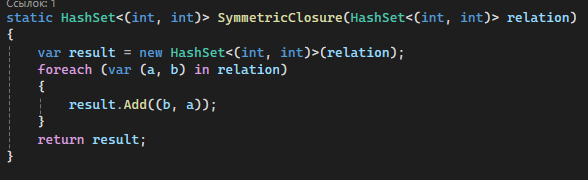 Ссылок: 1
static HashSet<(int, int)> SymmetricClosure(HashSet<(int, int)> relation)
{
    var result = new HashSet<(int, int)>(relation);
    foreach (var (a, b) in relation)
    {
        result.Add((b, a));
    }
    return result;
}